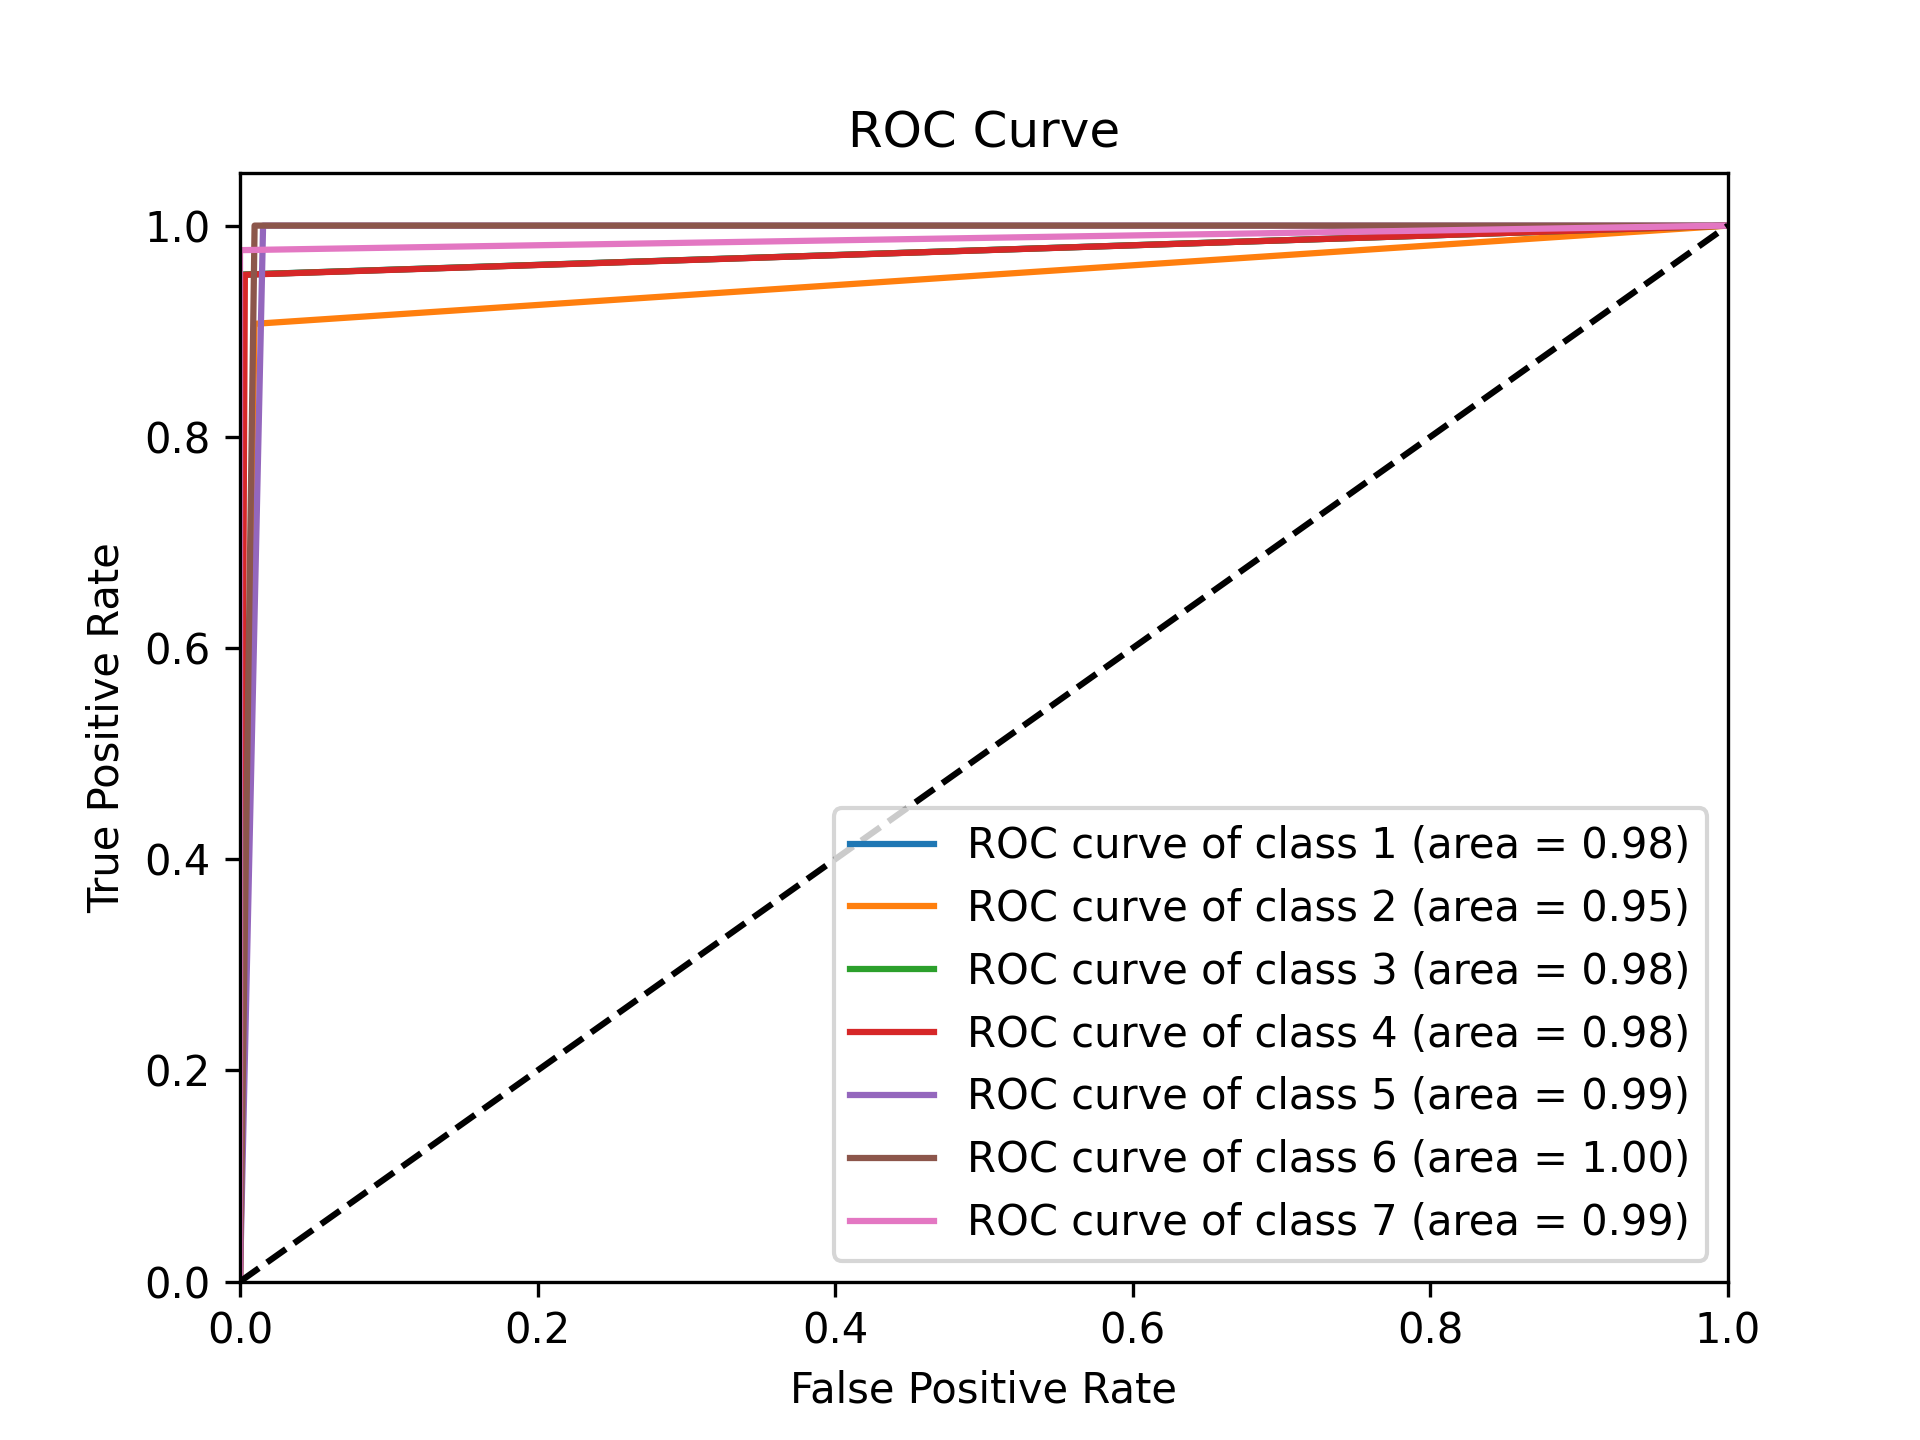 ROC Curve
1.0
0.8
0.6
0.4
0.2
0.0
True Positive Rate
ROC curve of class 1 (area = 0.98)
ROC curve of class 2 (area = 0.95)
ROC curve of class 3 (area = 0.98)
ROC curve of class 4 (area = 0.98)
ROC curve of class 5 (area = 0.99)
ROC curve of class 6 (area = 1.00)
ROC curve of class 7 (area = 0.99)
0.0 0.2 0.4 0.6 0.8 1.0
False Positive Rate